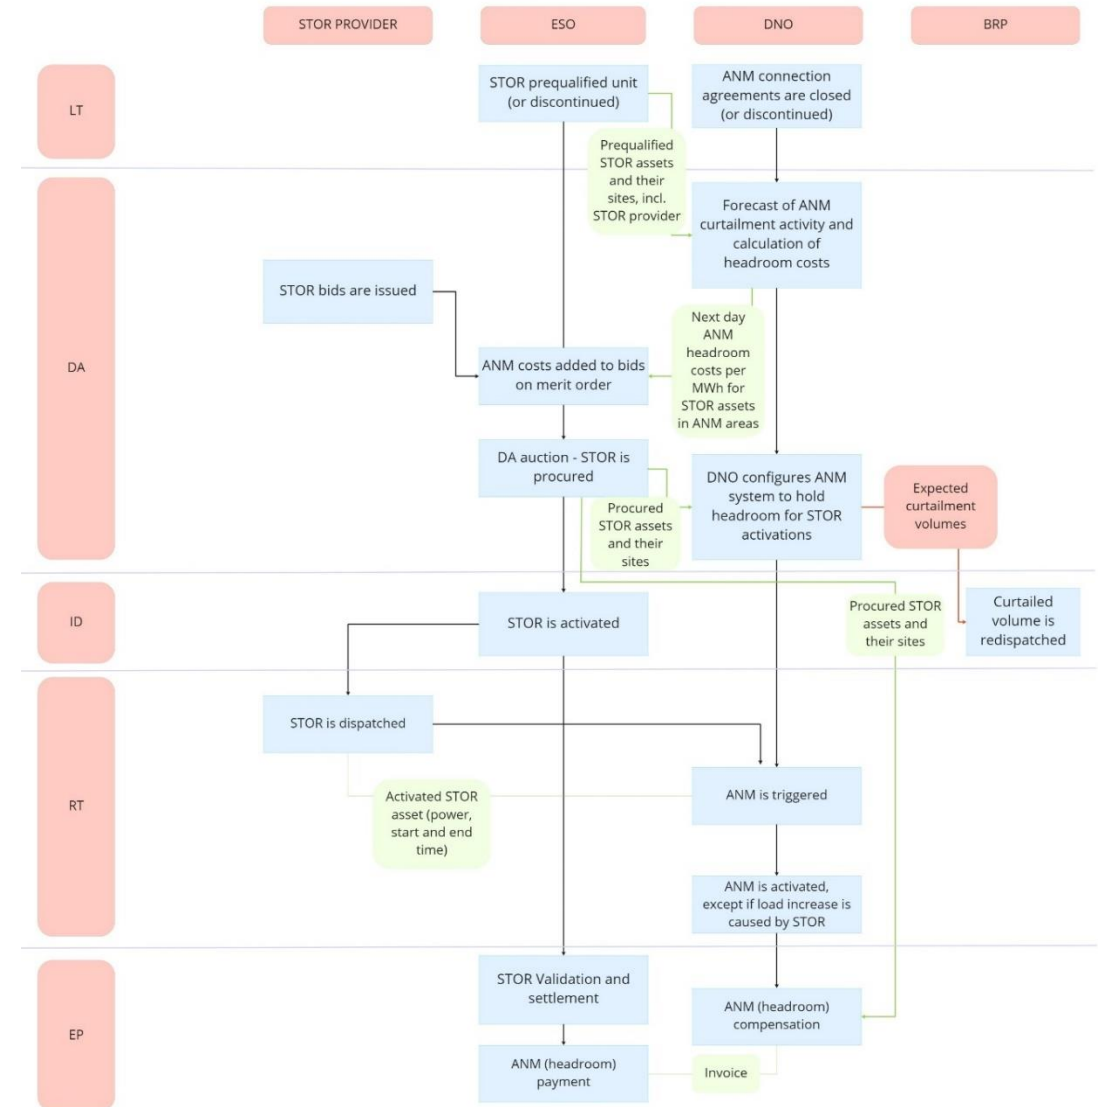 STOR PROVIDER
ESO
DNO
BRP
LT
STOR prequalified unit
(or discontinued)
ANM connection
agreements are closed
(or discontinued)
Prequalified
STOR assets
and their
sites, incl.
STOR provider
DA
Forecast of ANM
curtailment activity and
calculation of
headroom costs
STOR bids are issued
Next day
ANM
headroom
costs per
MWh for
STOR assets
in ANM areas
ANM costs added to bids
on merit order
DA auction - STOR is
procured
Procured
STOR assets
and their
sites
DNO configures ANM
system to hold
headroom for STOR
activations
Expected
curtailment
volumes
ID
STOR is activated
Procured STOR
assets and
their sites
Curtailed
volume is
redispatched
RT
STOR is dispatched
Activated STOR
asset (power,
start and end
time)
ANM is triggered
ANM is activated,
except if load increase is
caused by STOR
EP
STOR Validation and
settlement
ANM (headroom)
compensation
ANM (headroom)
payment
Invoice